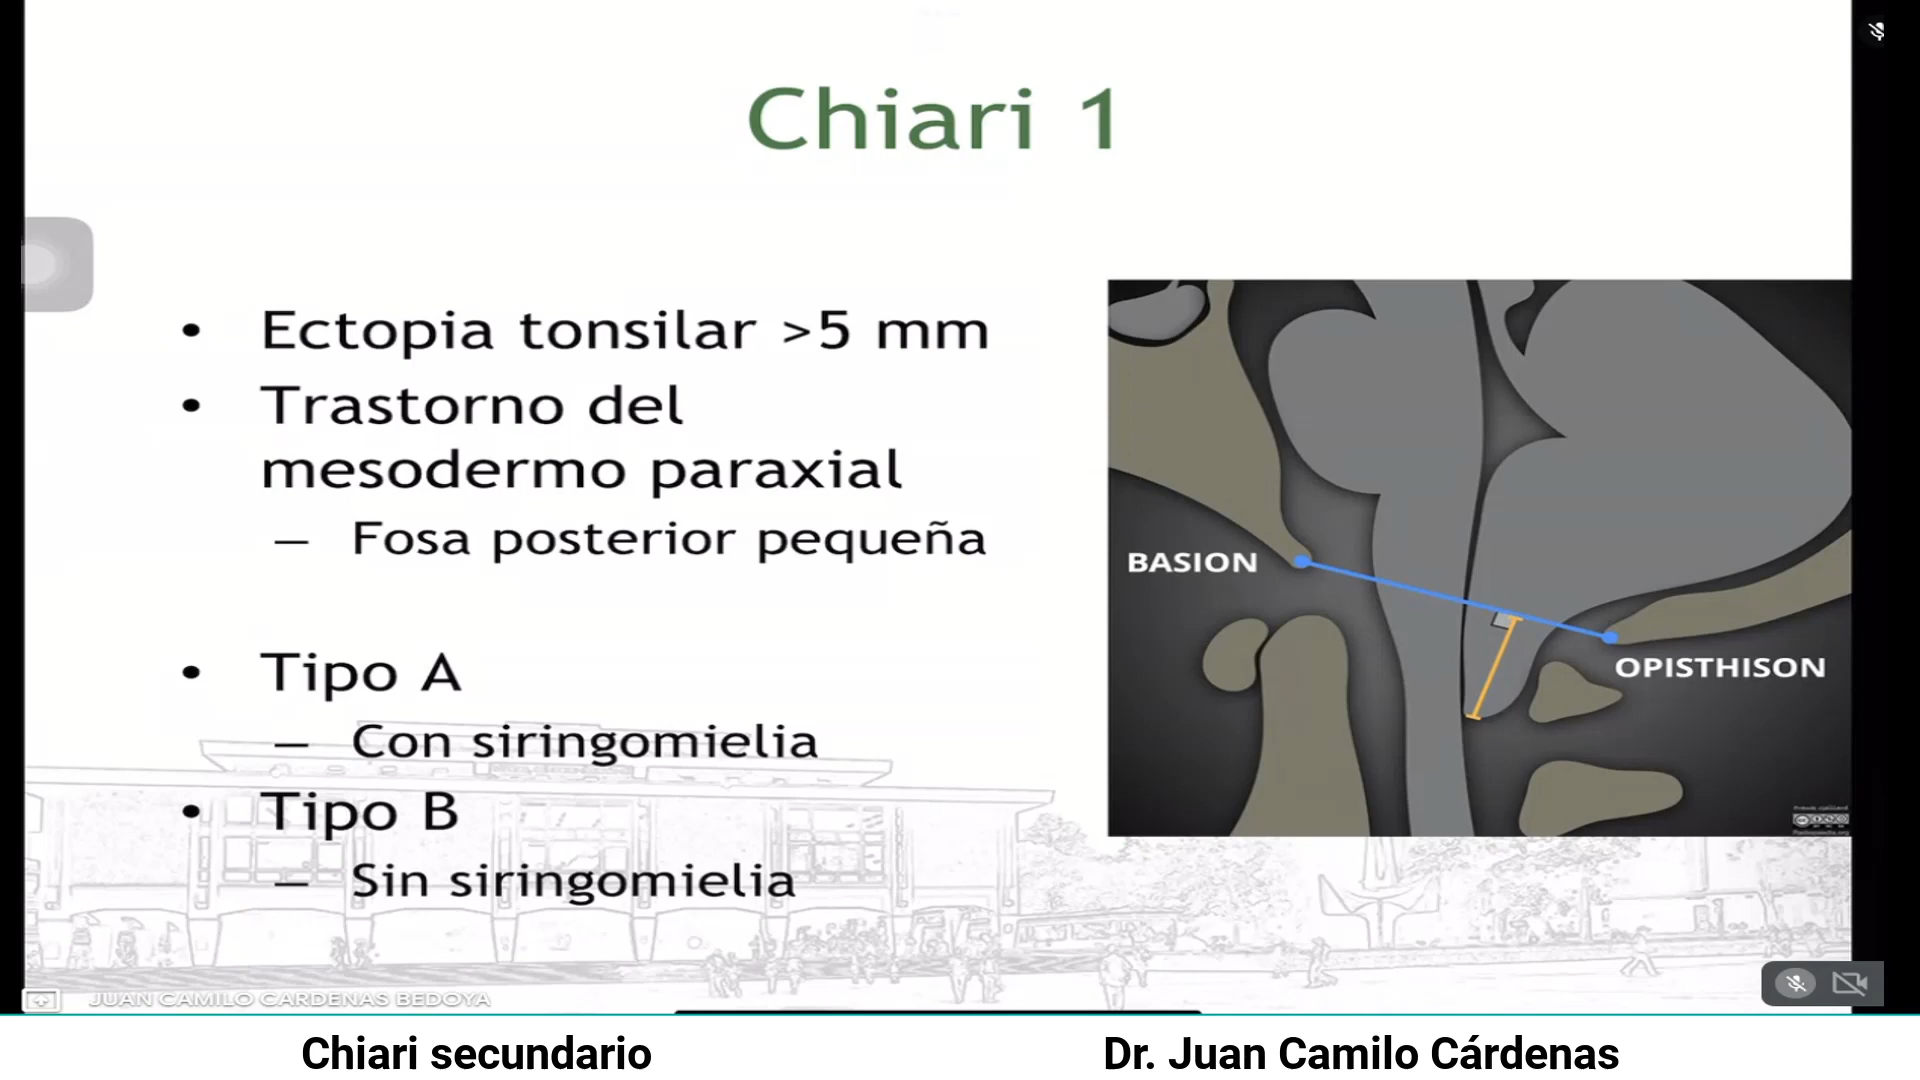 Chiari 1
• Ectopia tonsilar >5 mm
• Trastorno del
mesodermo paraxial
– Fosa posterior pequeña
• Tipo A
– Con siringomielia
• Tipo B
– Sin siringomielia
BASION
OPISTHISON
JUAN CAMILO CARDENAS BEDOYA
Chiari secundario
Dr. Juan Camilo Cárdenas